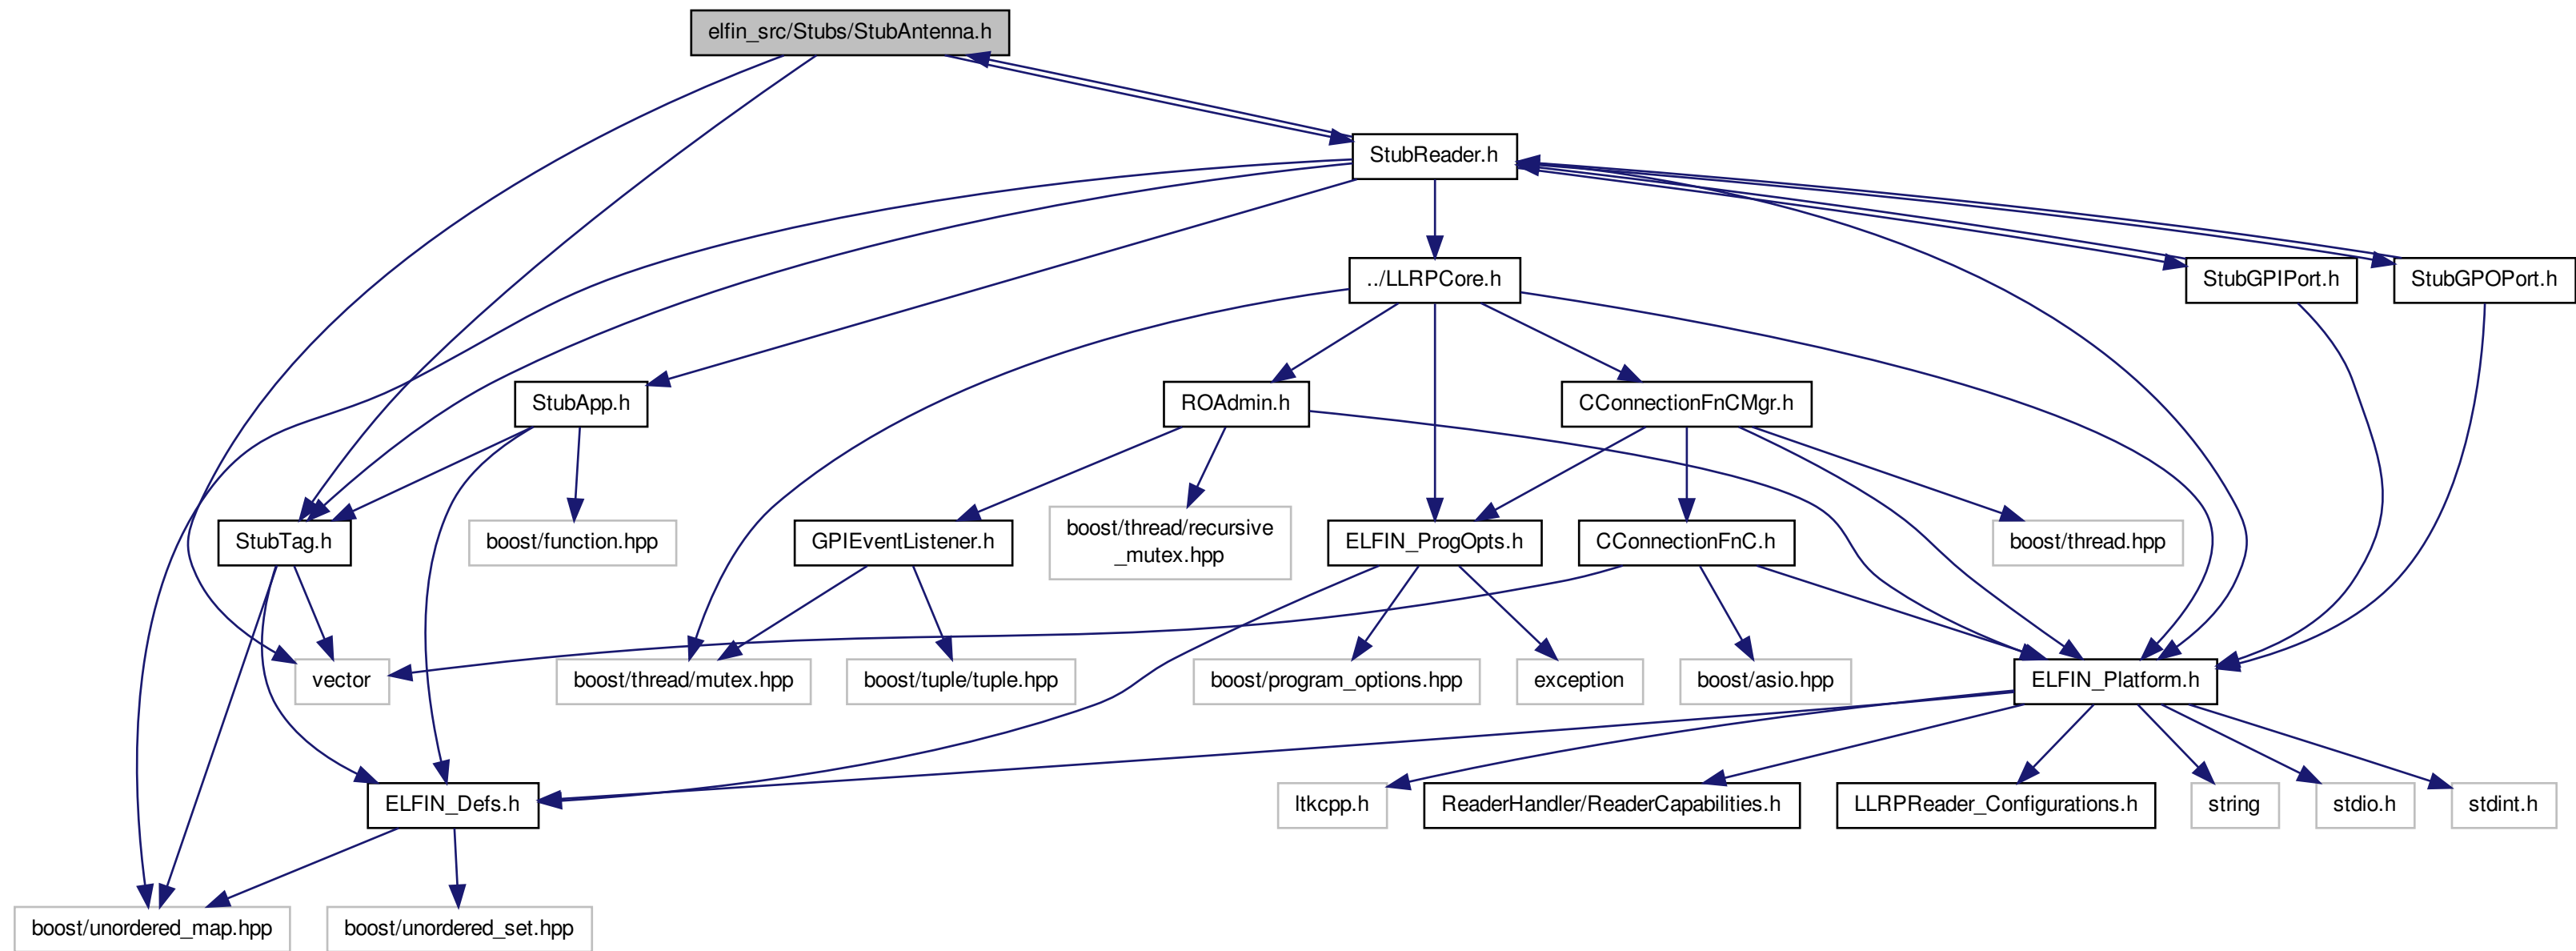 elfin_src/Stubs/StubAntenna.h
StubReader.h
../LLRPCore.h
StubGPIPort.h
StubGPOPort.h
StubApp.h
ROAdmin.h
CConnectionFnCMgr.h
StubTag.h
boost/function.hpp
GPIEventListener.h
boost/thread/recursive
_mutex.hpp
ELFIN_ProgOpts.h
CConnectionFnC.h
boost/thread.hpp
vector
boost/thread/mutex.hpp
boost/tuple/tuple.hpp
boost/program_options.hpp
exception
boost/asio.hpp
ELFIN_Platform.h
ELFIN_Defs.h
ltkcpp.h
ReaderHandler/ReaderCapabilities.h
LLRPReader_Configurations.h
string
stdio.h
stdint.h
boost/unordered_map.hpp
boost/unordered_set.hpp